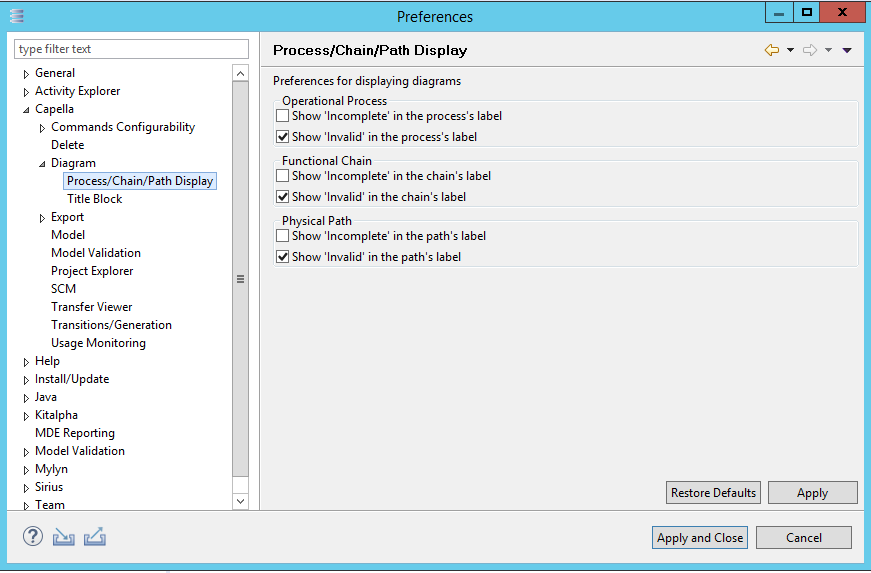 Preferences
type filter text
General
Activity Explorer
Capella
Commands Configurability
Delete
Diagram
Process/Chain/Path Display
Title Block
Export
Model
Model Validation
Project Explorer
SCM
Transfer Viewer
Transitions/Generation
Usage Monitoring
Help
Install/Update
Java
Kitalpha
MDE Reporting
Model Validation
Mylyn
Sirius
Team
Process/Chain/Path Display
Preferences for displaying diagrams
Operational Process
Show 'Incomplete' in the process's label
Show 'Invalid' in the process's label
Functional Chain
Show 'Incomplete' in the chain's label
Show 'Invalid' in the chain's label
Physical Path
Show 'Incomplete' in the path's label
Show 'Invalid' in the path's label
Restore Defaults Apply
? Apply and Close Cancel